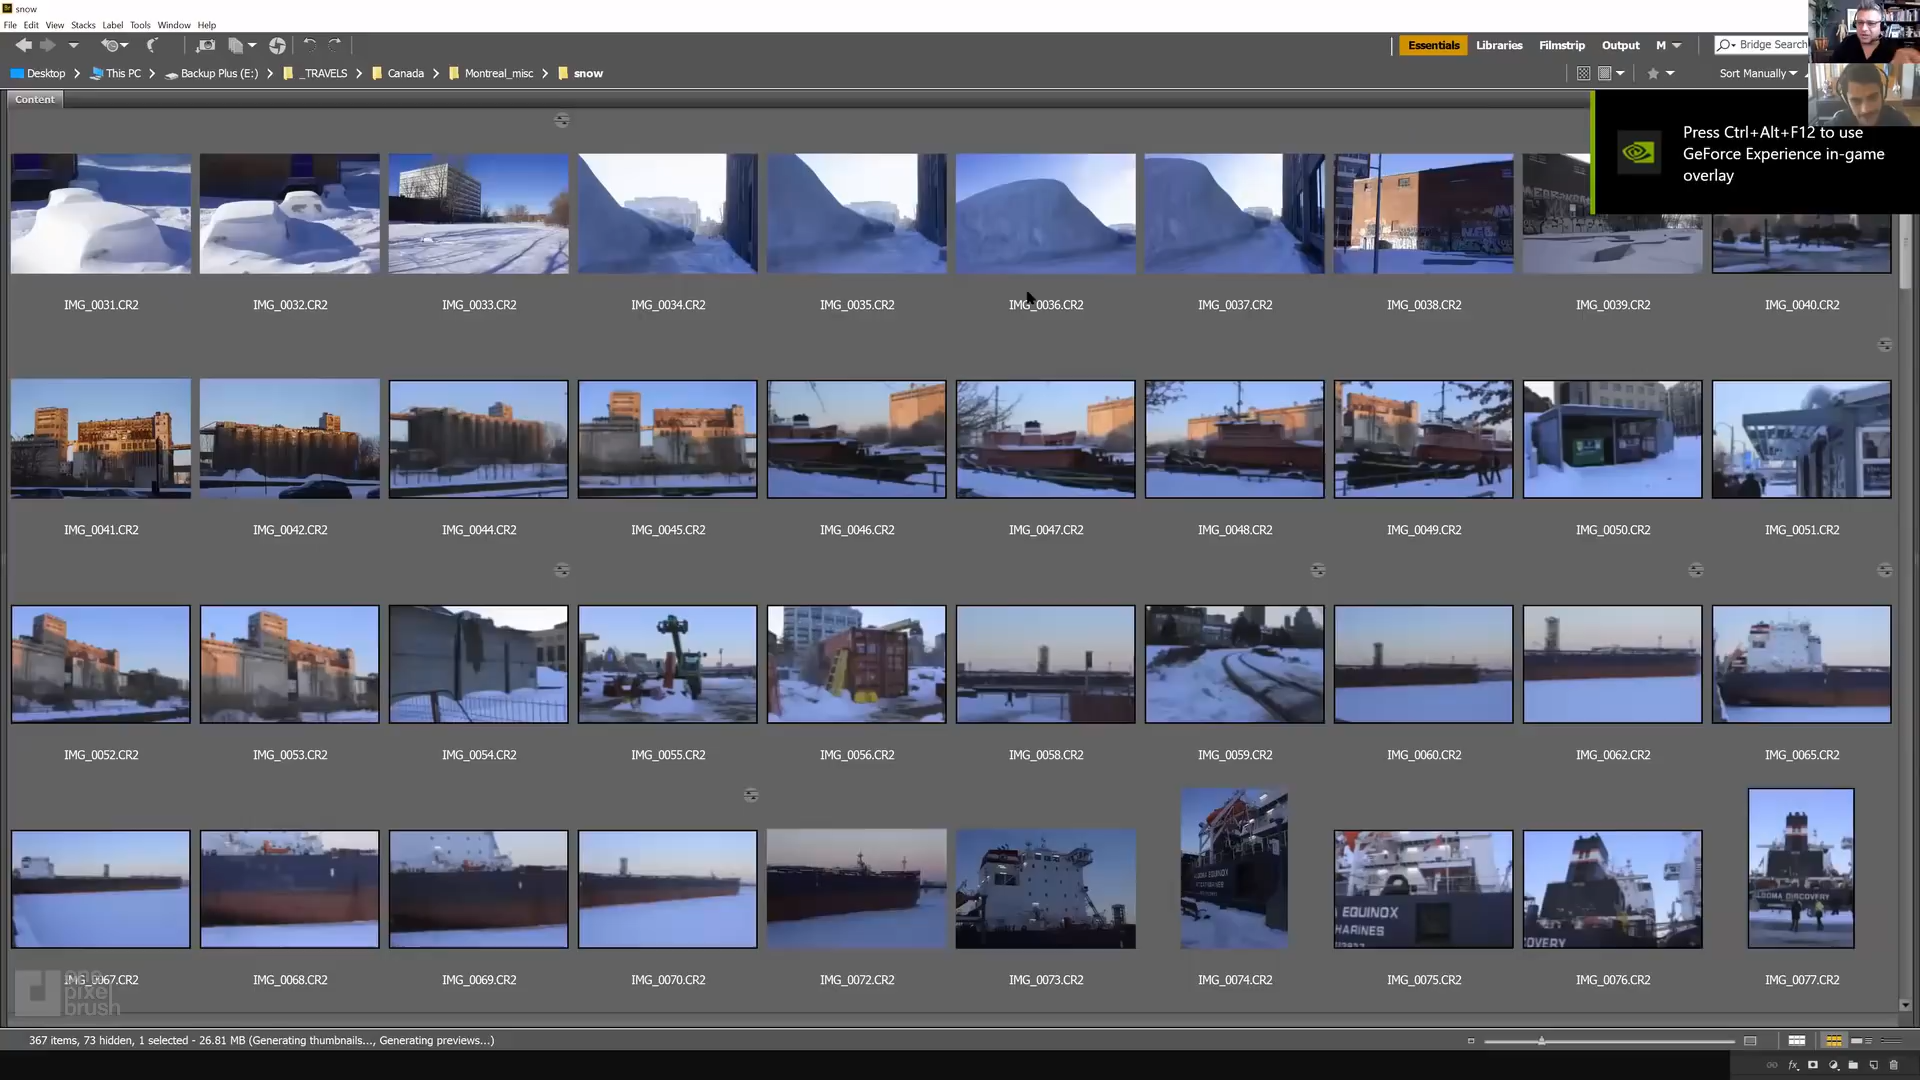 snow
File Edit View Stacks Label Tools Window Help
Essentials Libraries Filmstrip Output M Bridge Search
Desktop This PC Backup Plus (E:) _TRAVELS Canada Montreal_misc snow
Sort Manually
Content
Press Ctrl+Alt+F12 to use
GeForce Experience in-game
overlay
IMG_0031.CR2 IMG_0032.CR2 IMG_0033.CR2 IMG_0034.CR2 IMG_0035.CR2 IMG_0036.CR2 IMG_0037.CR2 IMG_0038.CR2 IMG_0039.CR2 IMG_0040.CR2
IMG_0041.CR2 IMG_0042.CR2 IMG_0044.CR2 IMG_0045.CR2 IMG_0046.CR2 IMG_0047.CR2 IMG_0048.CR2 IMG_0049.CR2 IMG_0050.CR2 IMG_0051.CR2
IMG_0052.CR2 IMG_0053.CR2 IMG_0054.CR2 IMG_0055.CR2 IMG_0056.CR2 IMG_0058.CR2 IMG_0059.CR2 IMG_0060.CR2 IMG_0062.CR2 IMG_0065.CR2
EQUINOX
OVERY
DISCOVERY
IMG_0067.CR2 IMG_0068.CR2 IMG_0069.CR2 IMG_0070.CR2 IMG_0072.CR2 IMG_0073.CR2 IMG_0074.CR2 IMG_0075.CR2 IMG_0076.CR2 IMG_0077.CR2
one
pixel
brush
367 items, 73 hidden, 1 selected - 26.81 MB (Generating thumbnails..., Generating previews...)
fx